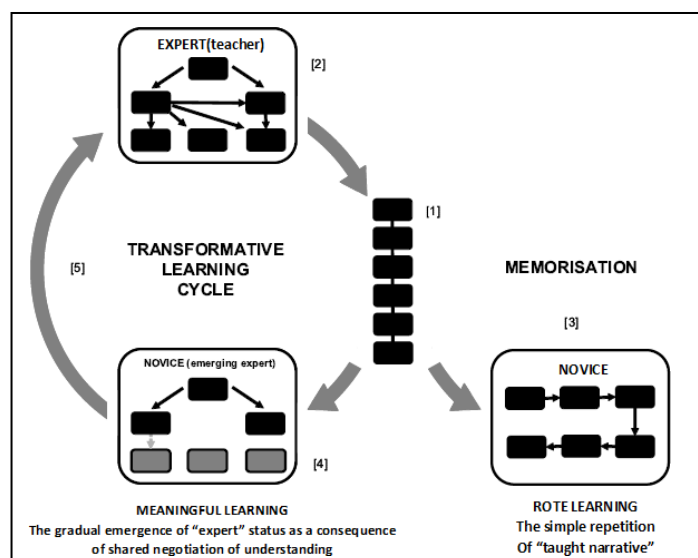 EXPERT(teacher)
[2]
[1]
TRANSFORMATIVE
LEARNING
CYCLE
[5]
MEMORISATION
[3]
NOVICE (emerging expert)
[4]
NOVICE
MEANINGFUL LEARNING
The gradual emergence of “expert” status as a consequence
of shared negotiation of understanding
ROTE LEARNING
The simple repetition
Of “taught narrative”